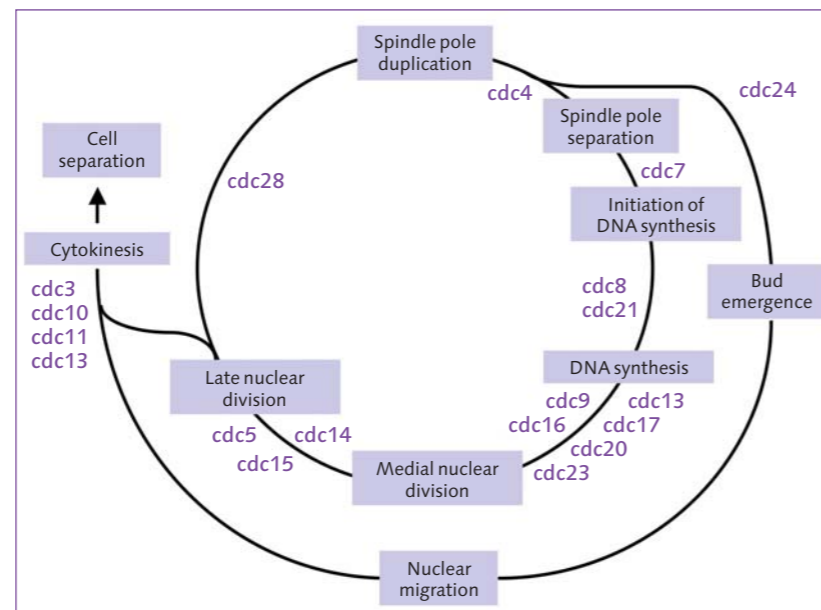 Spindle pole
duplication
cdc4
cdc24
Spindle pole
separation
Cell
separation
cdc7
cdc28
Initiation of
DNA synthesis
Cytokinesis
cdc3
cdc10
cdc11
cdc13
cdc8
cdc21
Bud
emergence
Late nuclear
division
DNA synthesis
cdc9
cdc13
cdc16
cdc17
cdc20
cdc23
cdc5
cdc14
cdc15
Medial nuclear
division
Nuclear
migration